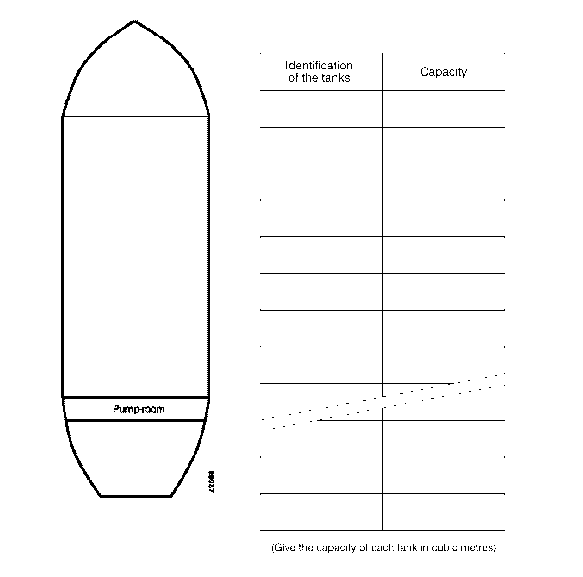 Identification
of the tanks
Capacity
Pump-room
(Give the capacity of each tank in cubic metres)